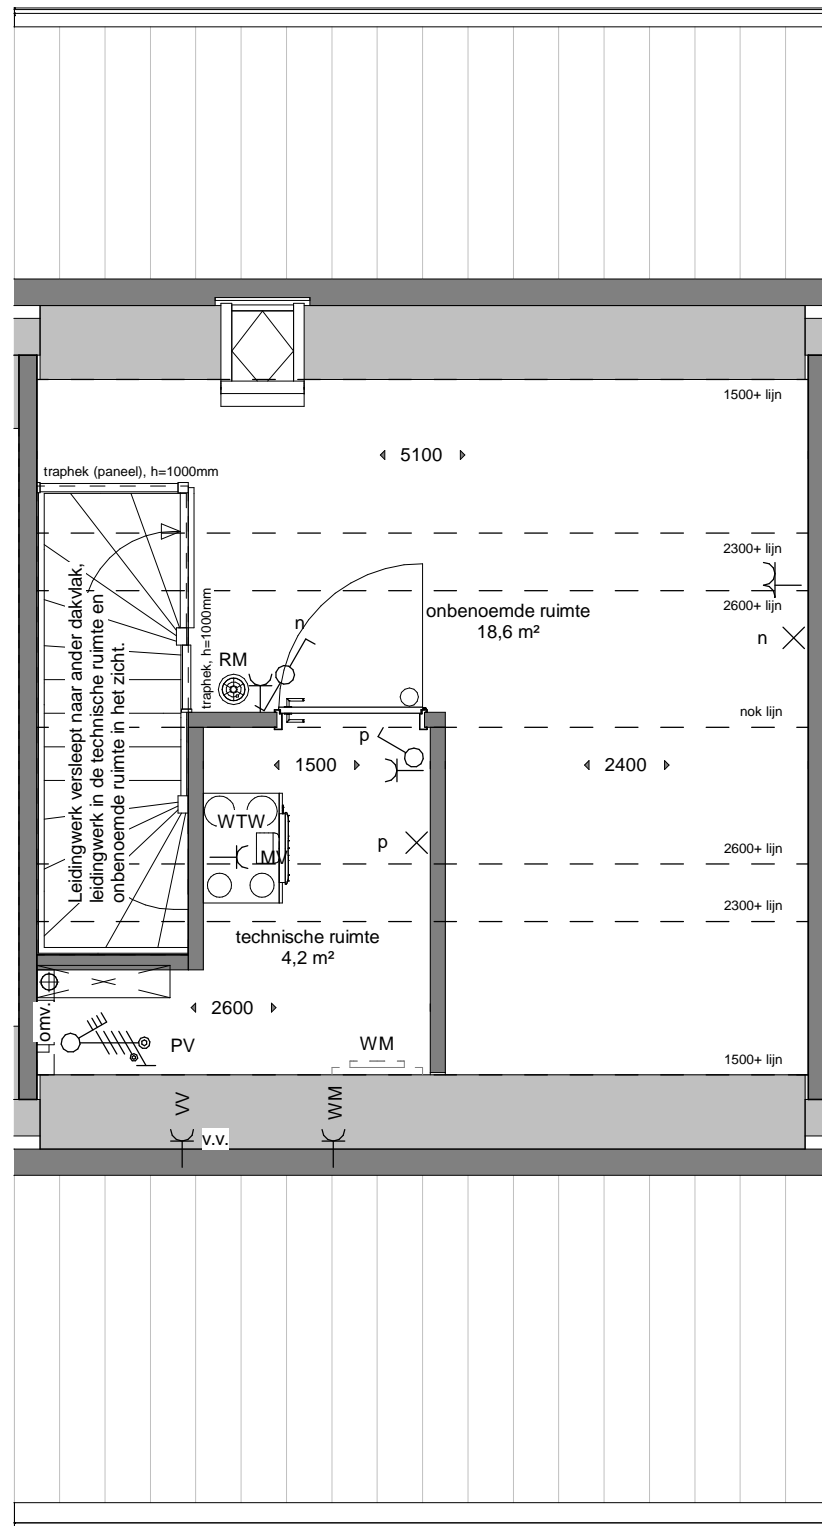 1500+ lijn
5100
traphek (paneel), h=1000mm
2300+ lijn
2600+ lijn
onbenoemde ruimte
18,6 m²
n
n
RM
traphek, h=1000mm
Leidingwerk versleept naar ander dakvlak,
leidingwerk in de technische ruimte en
onbenoemde ruimte in het zicht.
nok lijn
p
1500
2400
WTW
MV
p
2600+ lijn
2300+ lijn
technische ruimte
4,2 m²
2600
omv.
PV
WM
1500+ lijn
VV
WM
v.v.